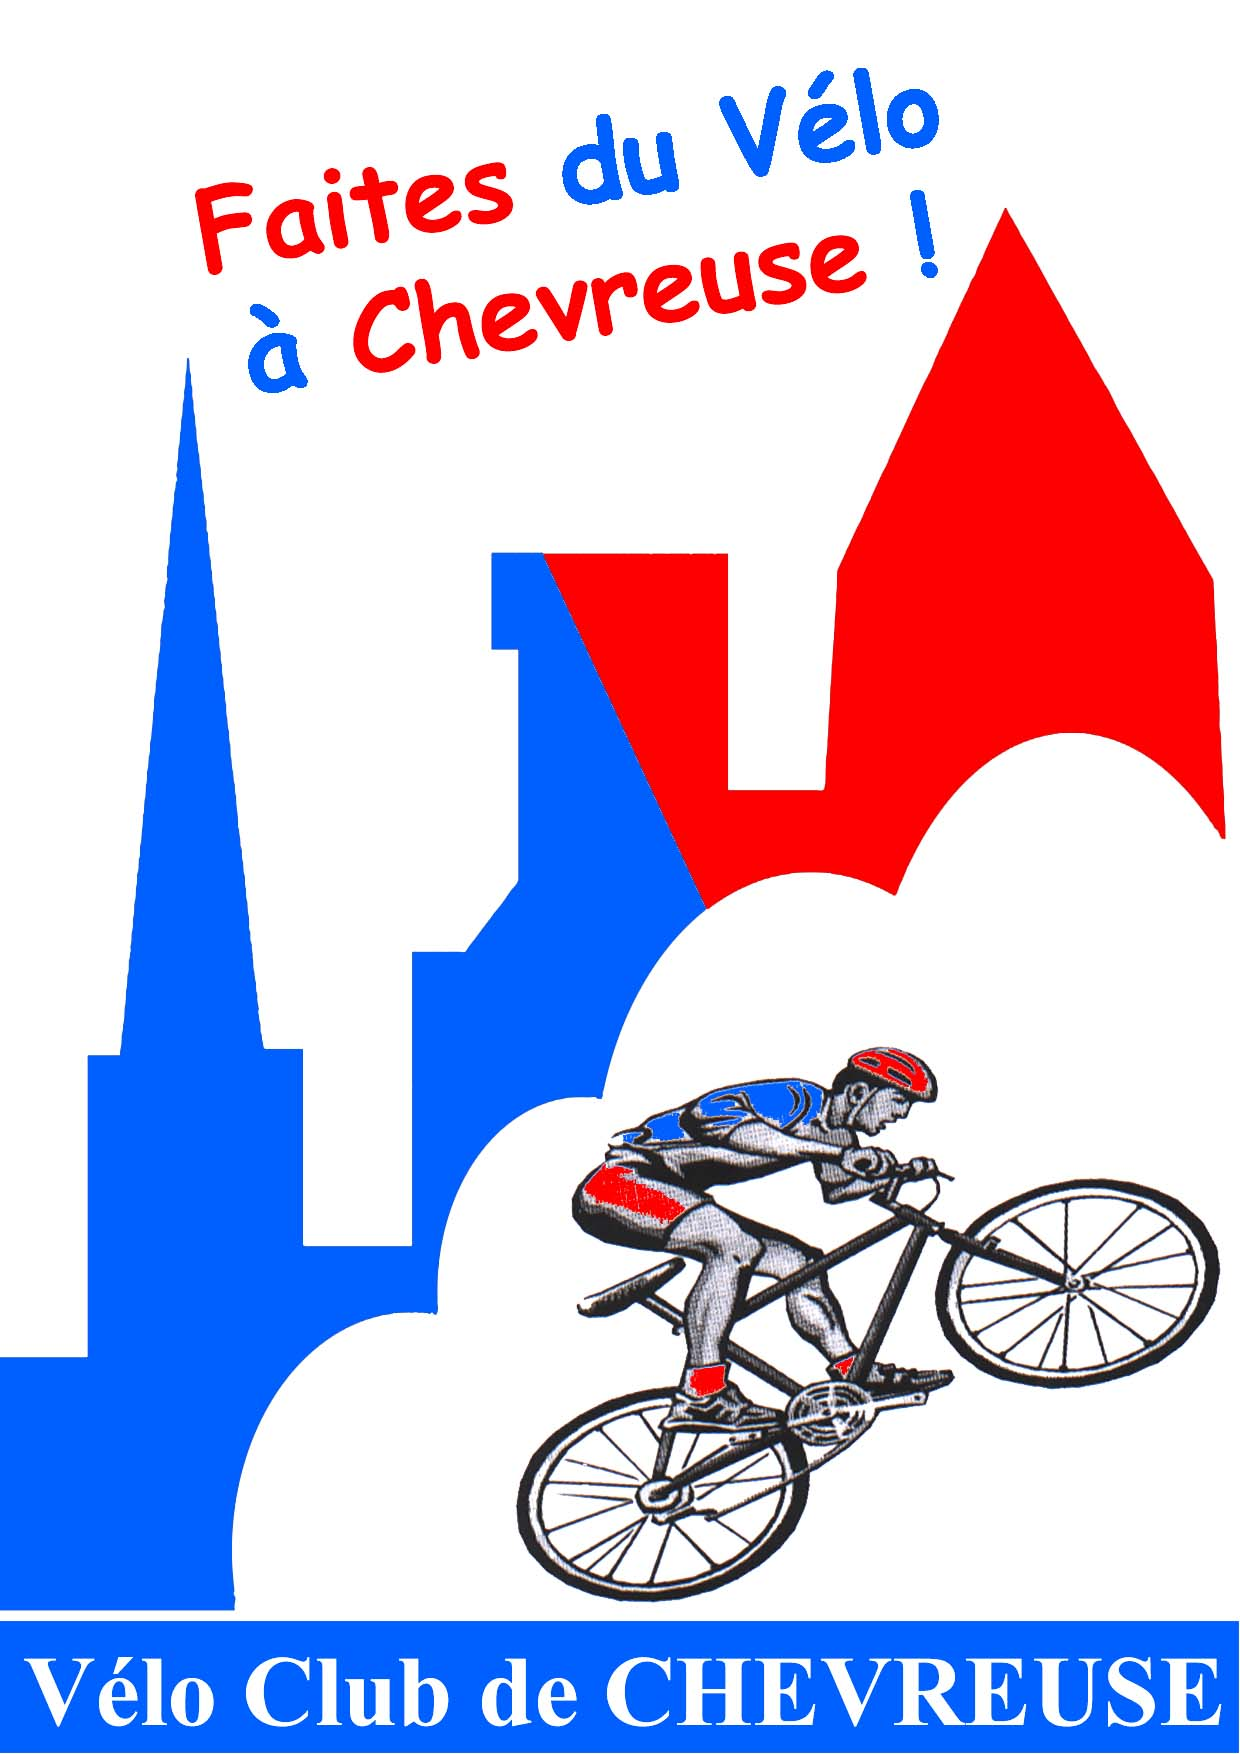 Faites du Vélo
à Chevreuse !
Vélo Club de CHEVREUSE